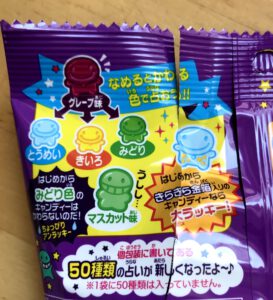 グレープ味
なめるとかわる
色で占おう!!
とうめい
きいろ
みどり
はじめから
みどり色の
キャンディーは
かわらないのだ!
ちょっぴり
アンラッキー
うしし…
マスカット味
はじめから
きらきら金箔入りの
キャンディーなら
大ラッキー!
個包装に書いてある
50種類の占いが新しくなったよ〜♪
※1袋に50種類は入っていません。